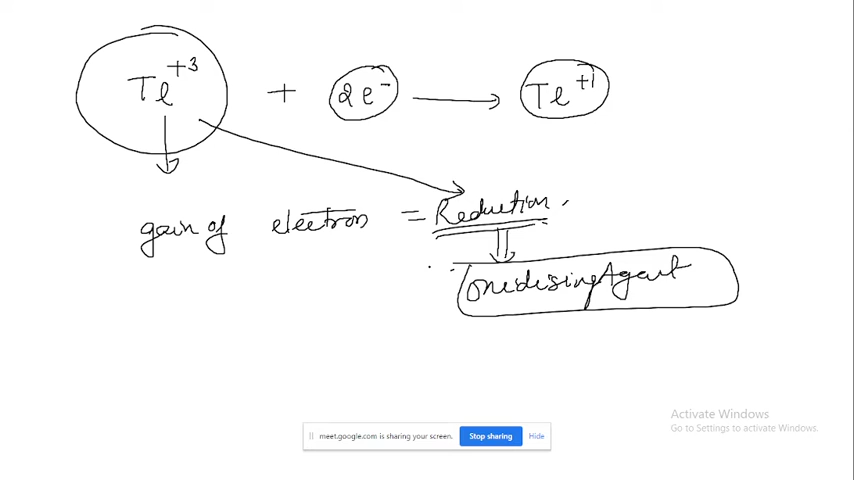 Tl+3 + 2e- → Tl+1
gain of electron = Reduction.
Oxidising Agent
Activate Windows
Go to Settings to activate Windows.
meet.google.com is sharing your screen. Stop sharing Hide